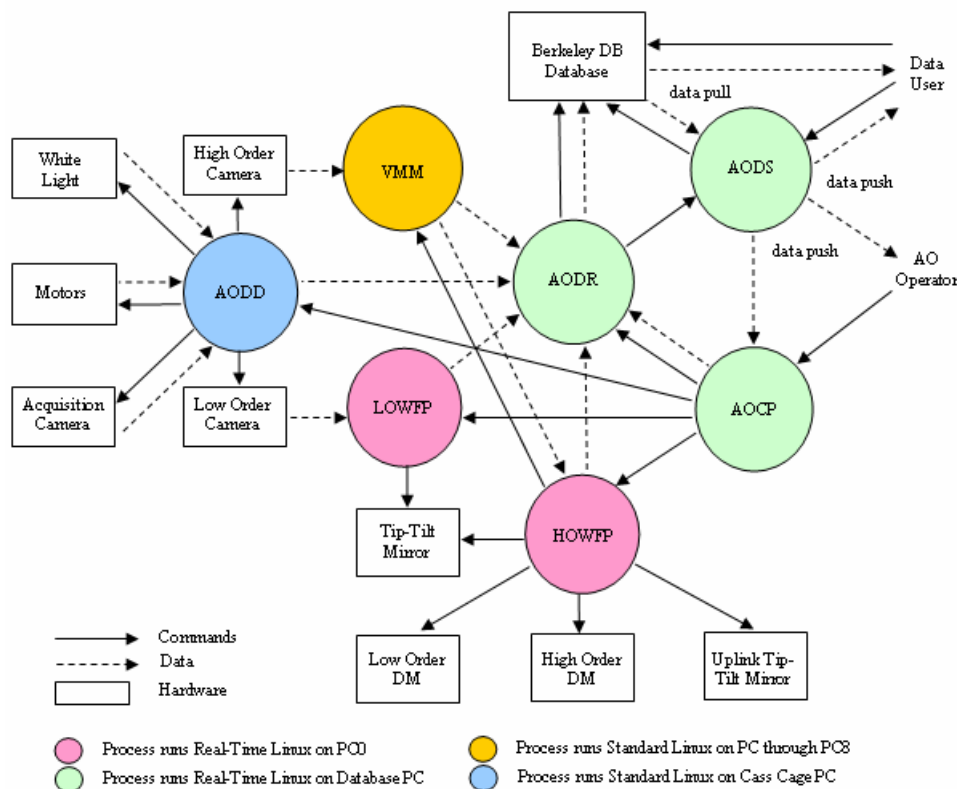 Berkeley DB
Database
Data
User
data pull
White
Light
High Order
Camera
VMM
AODS
data push
data push
Motors
AODD
AODR
AO
Operator
Acquisition
Camera
Low Order
Camera
LOWFP
AOCP
Tip-Tilt
Mirror
HOWFP
Commands
Data
Hardware
Low Order
DM
High Order
DM
Uplink Tip-
Tilt Mirror
Process runs Real-Time Linux on PC0
Process runs Standard Linux on PC through PC8
Process runs Real-Time Linux on Database PC
Process runs Standard Linux on Cass Cage PC